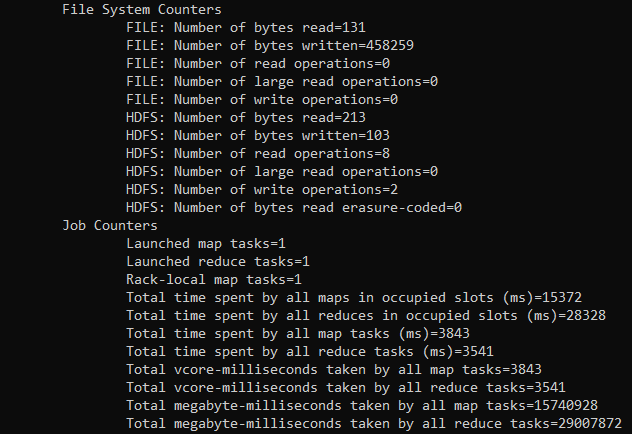 File System Counters
FILE: Number of bytes read=131
FILE: Number of bytes written=458259
FILE: Number of read operations=0
FILE: Number of large read operations=0
FILE: Number of write operations=0
HDFS: Number of bytes read=213
HDFS: Number of bytes written=103
HDFS: Number of read operations=8
HDFS: Number of large read operations=0
HDFS: Number of write operations=2
HDFS: Number of bytes read erasure-coded=0
Job Counters
Launched map tasks=1
Launched reduce tasks=1
Rack-local map tasks=1
Total time spent by all maps in occupied slots (ms)=15372
Total time spent by all reduces in occupied slots (ms)=28328
Total time spent by all map tasks (ms)=3843
Total time spent by all reduce tasks (ms)=3541
Total vcore-milliseconds taken by all map tasks=3843
Total vcore-milliseconds taken by all reduce tasks=3541
Total megabyte-milliseconds taken by all map tasks=15740928
Total megabyte-milliseconds taken by all reduce tasks=29007872